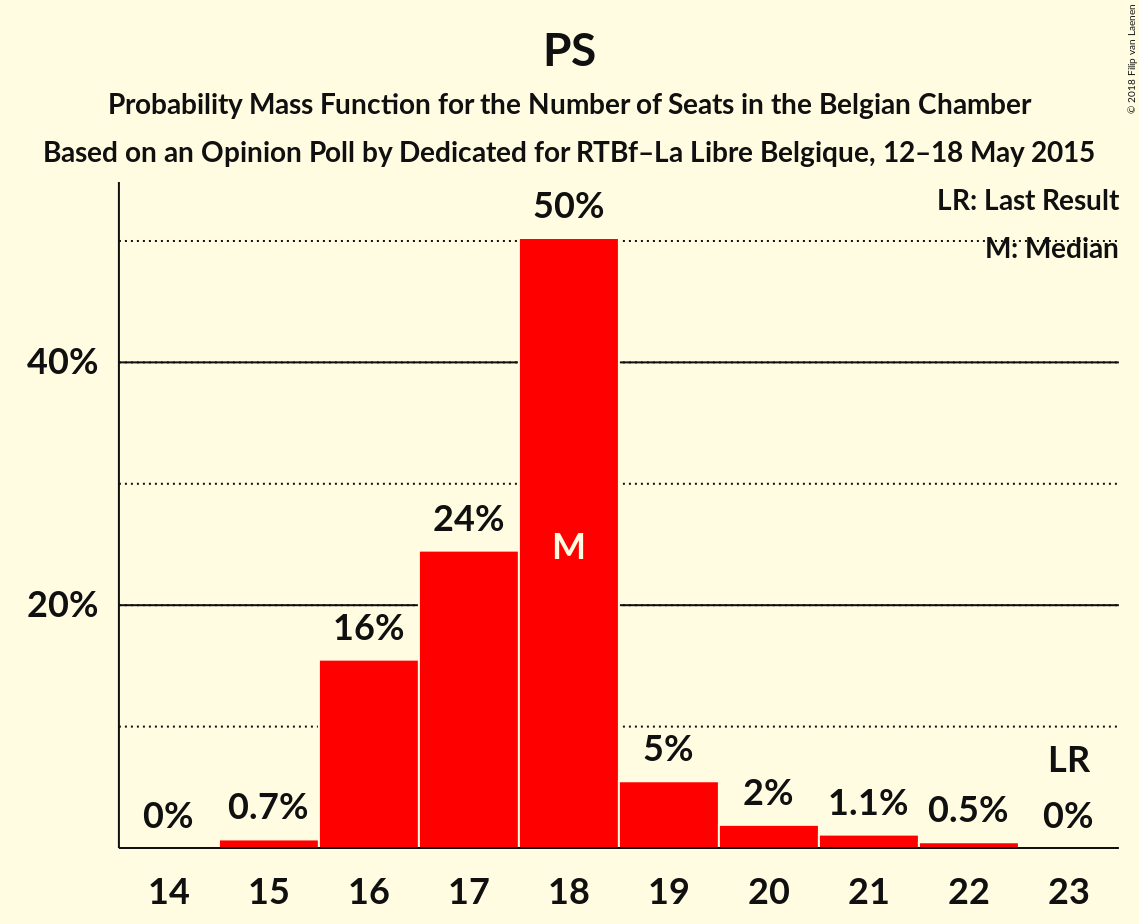 PS
Probability Mass Function for the Number of Seats in the Belgian Chamber
Based on an Opinion Poll by Dedicated for RTBf–La Libre Belgique, 12–18 May 2015
© 2018 Filip van Laenen
LR: Last Result
M: Median
40%
20%
0%
0.7%
16%
24%
50%
M
5%
2%
1.1%
0.5%
LR
0%
14 15 16 17 18 19 20 21 22 23